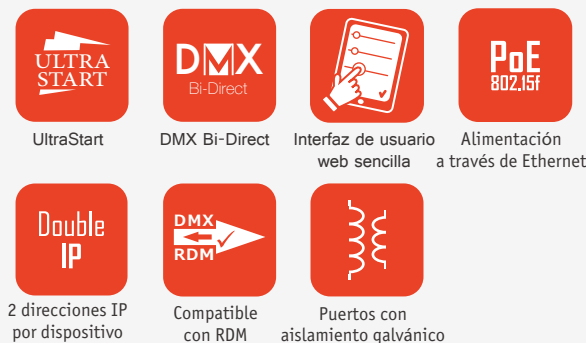 ULTRA
START
DMX
Bi-Direct
PoE
802.15f
UltraStart
DMX Bi-Direct
Interfaz de usuario
web sencilla
Alimentación
a través de Ethernet
Double
IP
DMX
RDM
2 direcciones IP
por dispositivo
Compatible
con RDM
Puertos con
aislamiento galvánico